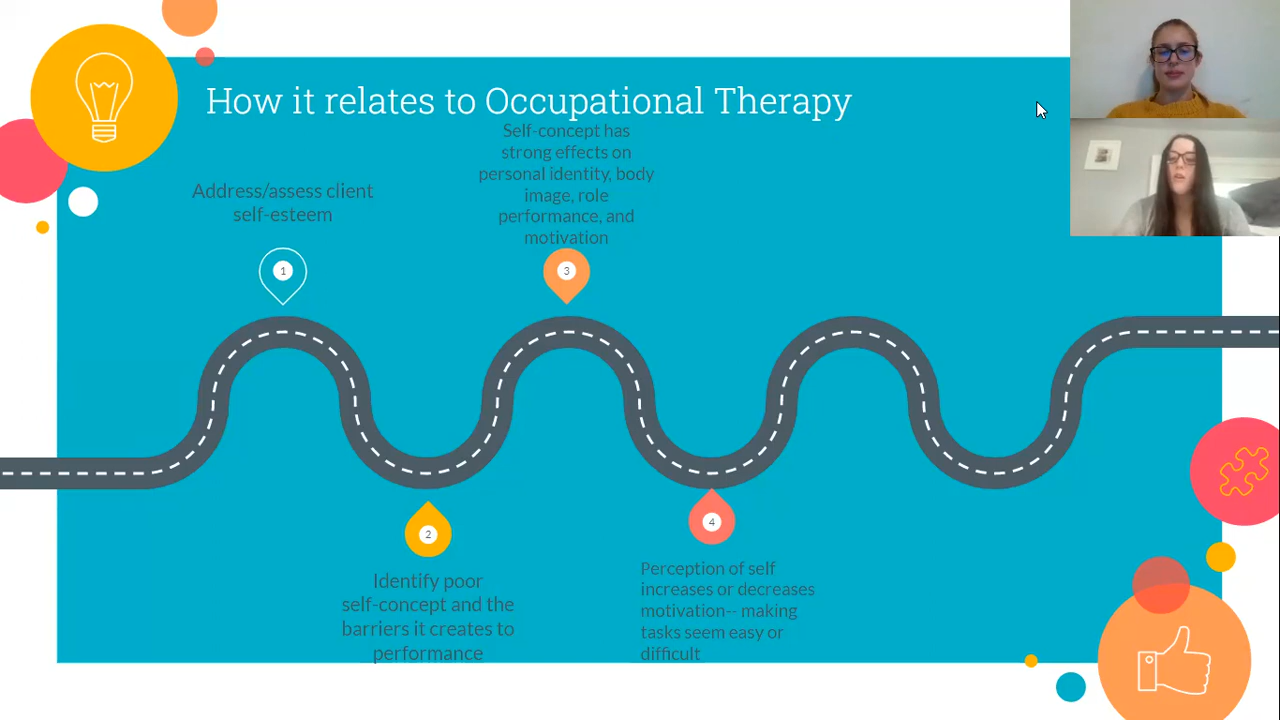 How it relates to Occupational Therapy
Address/assess client
self-esteem
1
Self-concept has
strong effects on
personal identity, body
image, role
performance, and
motivation
3
2
Identify poor
self-concept and the
barriers it creates to
performance
4
Perception of self
increases or decreases
motivation-- making
tasks seem easy or
difficult